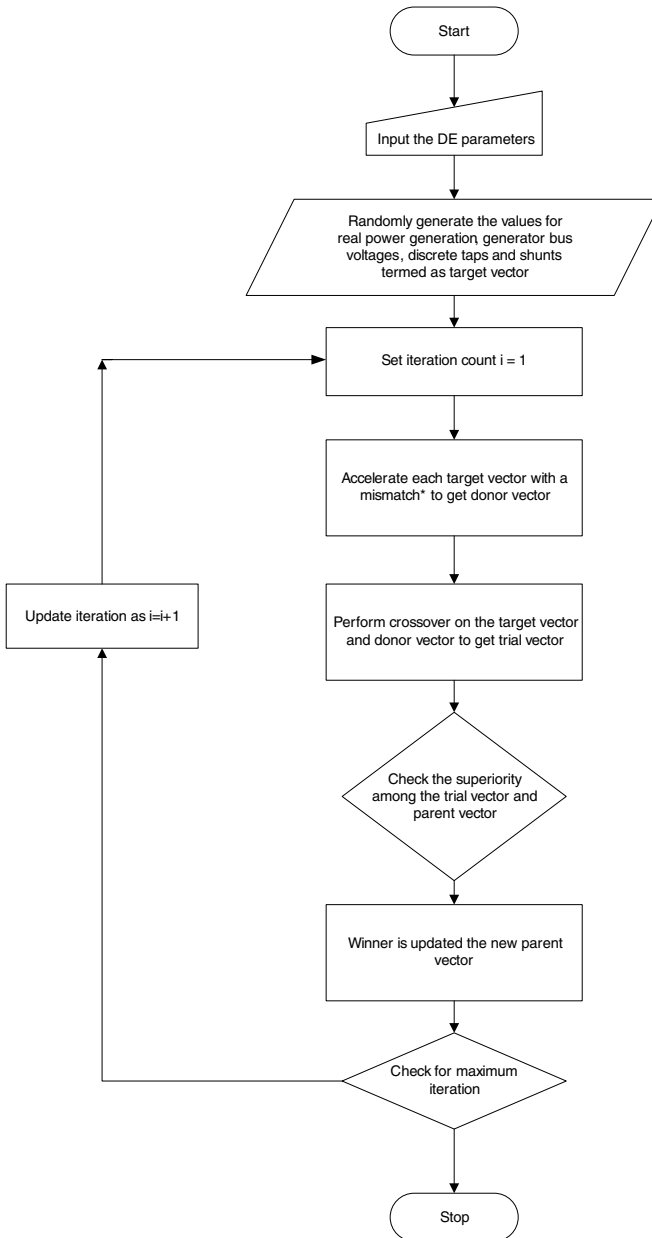 Start
Input the DE parameters
Randomly generate the values for
real power generation, generator bus
voltages, discrete taps and shunts
termed as target vector
Set iteration count i = 1
Accelerate each target vector with a
mismatch* to get donor vector
Update iteration as i=i+1
Perform crossover on the target vector
and donor vector to get trial vector
Check the superiority
among the trial vector and
parent vector
Winner is updated the new parent
vector
Check for maximum
iteration
Stop